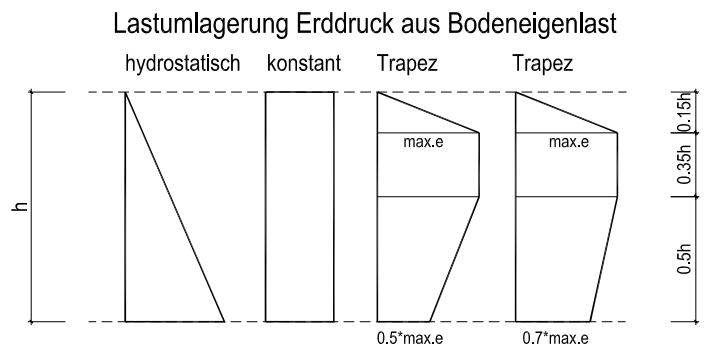 Lastumlagerung Erddruck aus Bodeneigenlast
hydrostatisch konstant Trapez Trapez
max.e max.e
0.15h
0.35h
h
0.5h
0.5*max.e 0.7*max.e